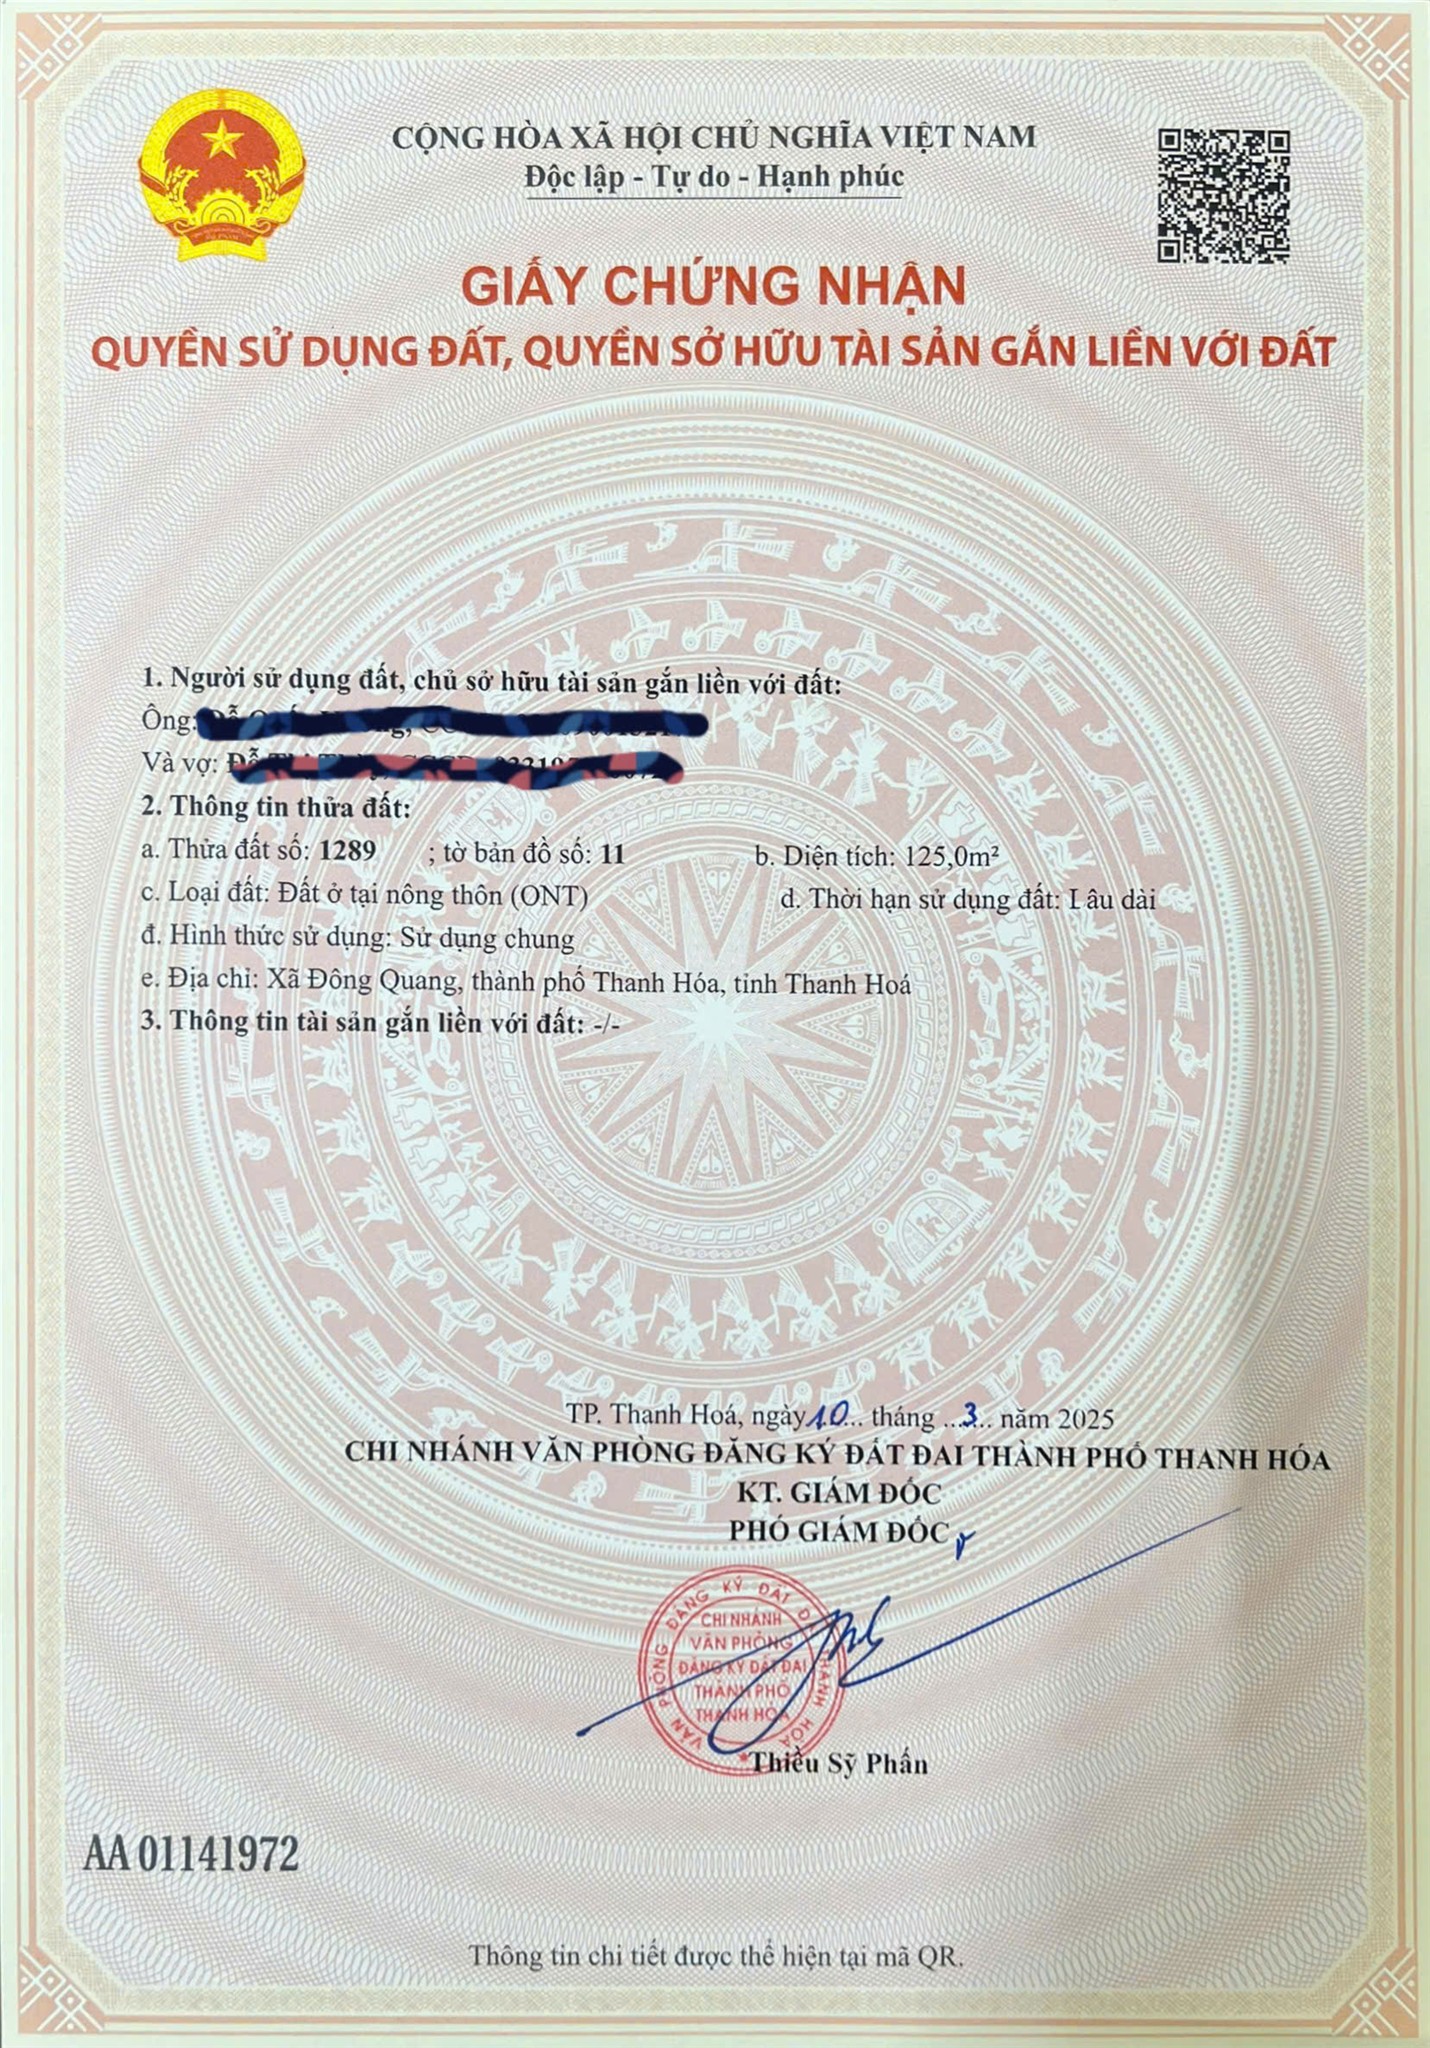 CỘNG HÒA XÃ HỘI CHỦ NGHĨA VIỆT NAM
Độc lập - Tự do - Hạnh phúc
GIẤY CHỨNG NHẬN
QUYỀN SỬ DỤNG ĐẤT, QUYỀN SỞ HỮU TÀI SẢN GẮN LIỀN VỚI ĐẤT
1. Người sử dụng đất, chủ sở hữu tài sản gắn liền với đất:
Ông:
Và vợ:
2. Thông tin thửa đất:
a. Thửa đất số: 1289 ; tờ bản đồ số: 11 b. Diện tích: 125,0m²
c. Loại đất: Đất ở tại nông thôn (ONT) d. Thời hạn sử dụng đất: Lâu dài
đ. Hình thức sử dụng: Sử dụng chung
e. Địa chỉ: Xã Đông Quang, thành phố Thanh Hóa, tỉnh Thanh Hoá
3. Thông tin tài sản gắn liền với đất: -/-
TP. Thanh Hoá, ngày 10... tháng ...3... năm 2025
CHI NHÁNH VĂN PHÒNG ĐĂNG KÝ ĐẤT ĐAI THÀNH PHỐ THANH HÓA
KT. GIÁM ĐỐC
PHÓ GIÁM ĐỐC
VĂN PHÒNG ĐĂNG KÝ ĐẤT THANH HÓA
CHI NHÁNH
VĂN PHÒNG
ĐĂNG KÝ ĐẤT ĐAI
THÀNH PHỐ
THANH HÓA
Thiều Sỹ Phấn
AA 01141972
Thông tin chi tiết được thể hiện tại mã QR.